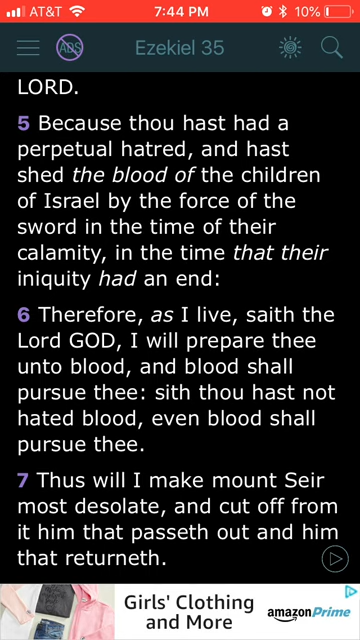 AT&T 7:44 PM 10%
ADS Ezekiel 35
LORD.
5 Because thou hast had a
perpetual hatred, and hast
shed the blood of the children
of Israel by the force of the
sword in the time of their
calamity, in the time that their
iniquity had an end:
6 Therefore, as I live, saith the
Lord GOD, I will prepare thee
unto blood, and blood shall
pursue thee: sith thou hast not
hated blood, even blood shall
pursue thee.
7 Thus will I make mount Seir
most desolate, and cut off from
it him that passeth out and him
that returneth.
Girls' Clothing
and More
amazonPrime